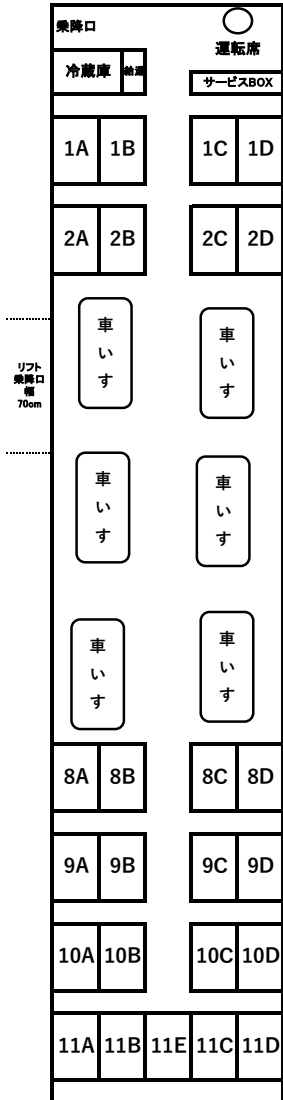 乗降口
運転席
冷蔵庫 給湯
サービスBOX
1A 1B 1C 1D
2A 2B 2C 2D
車いす 車いす
リフト
乗降口
幅
70cm
車いす 車いす
車いす 車いす
8A 8B 8C 8D
9A 9B 9C 9D
10A 10B 10C 10D
11A 11B 11E 11C 11D